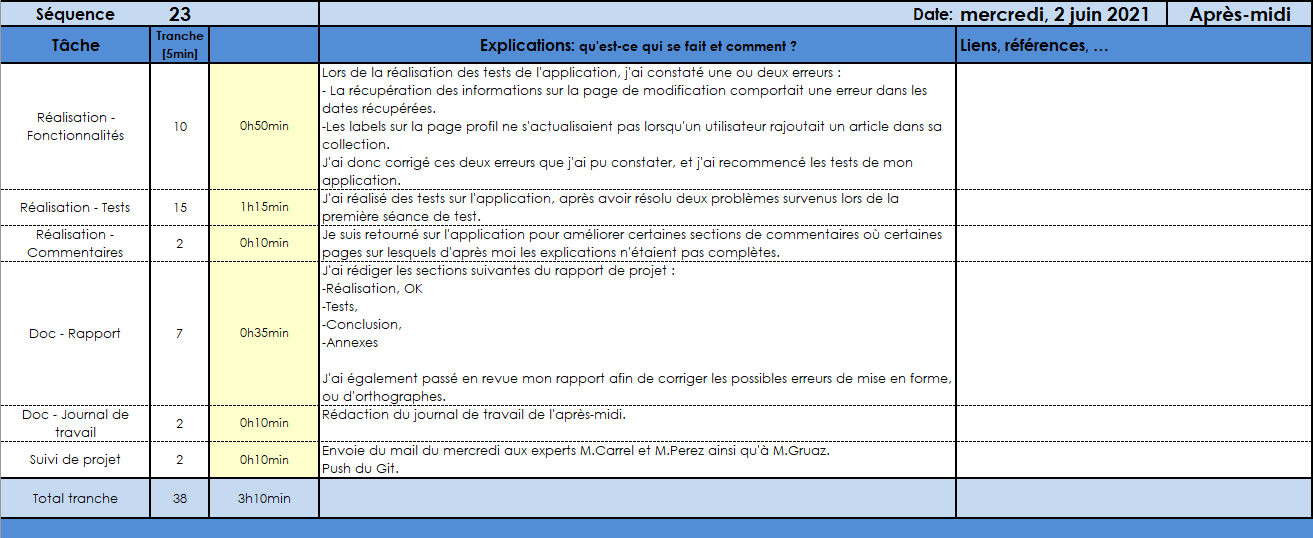 Séquence 23 Date: mercredi, 2 juin 2021 Après-midi
Tâche Tranche [5min] Explications: qu'est-ce qui se fait et comment ? Liens, références, …
Réalisation -
Fonctionnalités
10
0h50min
Lors de la réalisation des tests de l'application, j'ai constaté une ou deux erreurs :
- La récupération des informations sur la page de modification comportait une erreur dans les
dates récupérées.
-Les labels sur la page profil ne s'actualisaient pas lorsqu'un utilisateur rajoutait un article dans sa
collection.
J'ai donc corrigé ces deux erreurs que j'ai pu constater, et j'ai recommencé les tests de mon
application.
Réalisation - Tests
15
1h15min
J'ai réalisé des tests sur l'application, après avoir résolu deux problèmes survenus lors de la
première séance de test.
Réalisation -
Commentaires
2
0h10min
Je suis retourné sur l'application pour améliorer certaines sections de commentaires où certaines
pages sur lesquels d'après moi les explications n'étaient pas complètes.
Doc - Rapport
7
0h35min
J'ai rédiger les sections suivantes du rapport de projet :
-Réalisation, OK
-Tests,
-Conclusion,
-Annexes
J'ai également passé en revue mon rapport afin de corriger les possibles erreurs de mise en forme,
ou d'orthographes.
Doc - Journal de
travail
2
0h10min
Rédaction du journal de travail de l'après-midi.
Suivi de projet
2
0h10min
Envoie du mail du mercredi aux experts M.Carrel et M.Perez ainsi qu'à M.Gruaz.
Push du Git.
Total tranche 38 3h10min